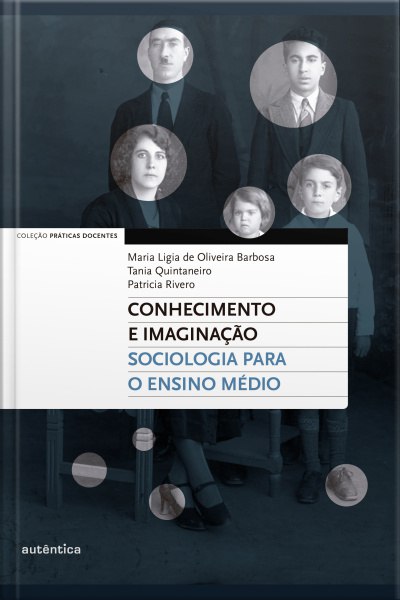 COLEÇÃO PRÁTICAS DOCENTES
Maria Ligia de Oliveira Barbosa
Tania Quintaneiro
Patricia Rivero
CONHECIMENTO
E IMAGINAÇÃO
SOCIOLOGIA PARA
O ENSINO MÉDIO
autêntica